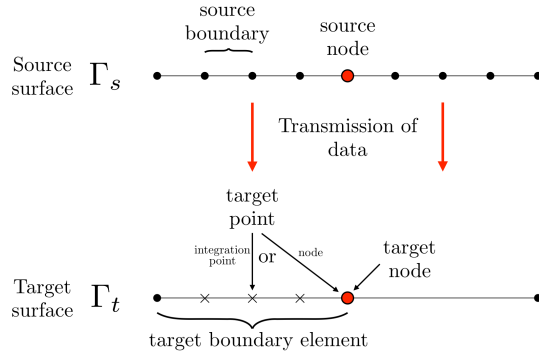 source
boundary
source
node
Source
surface
Γs
Transmission of
data
target
point
integration
point
or
node
target
node
Target
surface
Γt
target boundary element